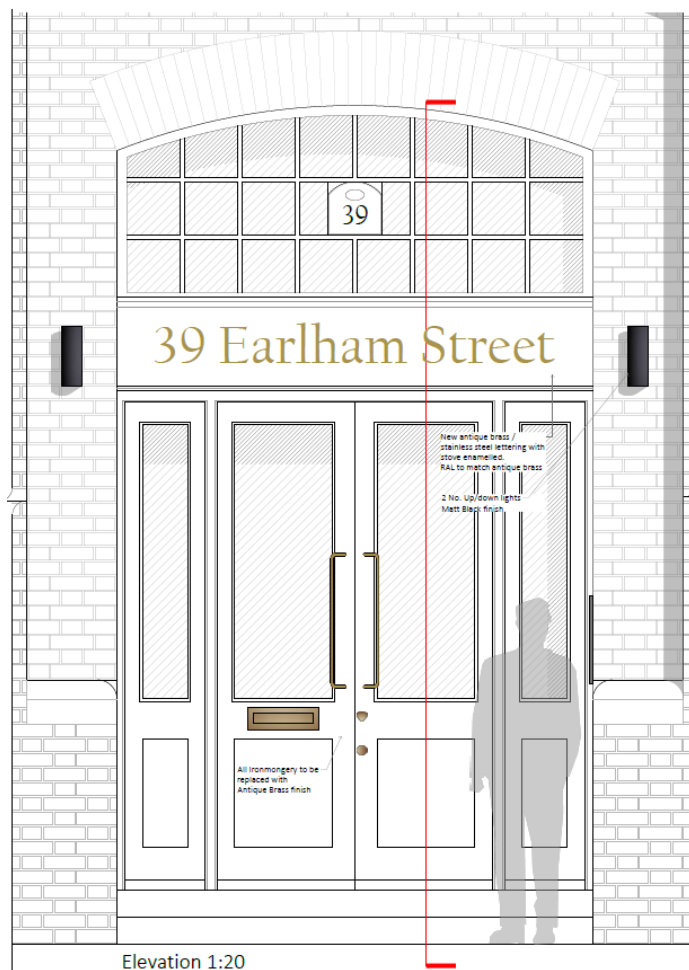 39
39 Earlham Street
New antique brass /
stainless steel lettering with
stove enamelled.
RAL to match antique brass
2 No. Up/down lights
Matt Black finish
All Ironmongery to be
replaced with
Antique Brass finish
Elevation 1:20